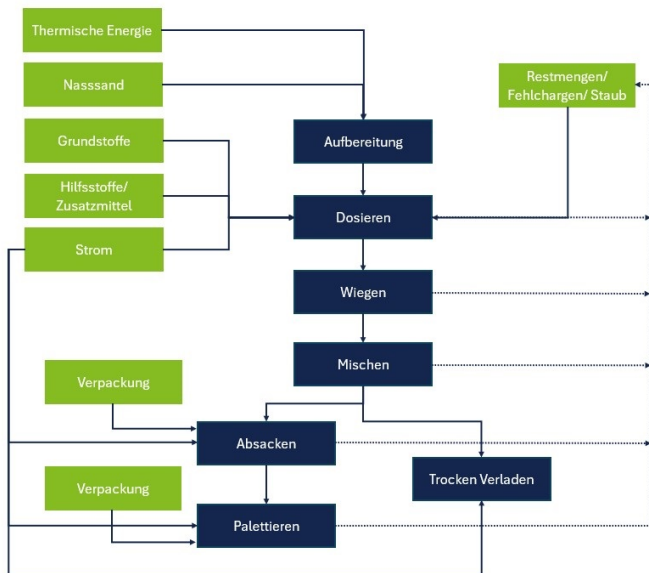 Thermische Energie
Nasssand
Restmengen/
Fehlchargen/ Staub
Grundstoffe
Aufbereitung
Hilfsstoffe/
Zusatzmittel
Dosieren
Strom
Wiegen
Mischen
Verpackung
Absacken
Trocken Verladen
Verpackung
Palettieren